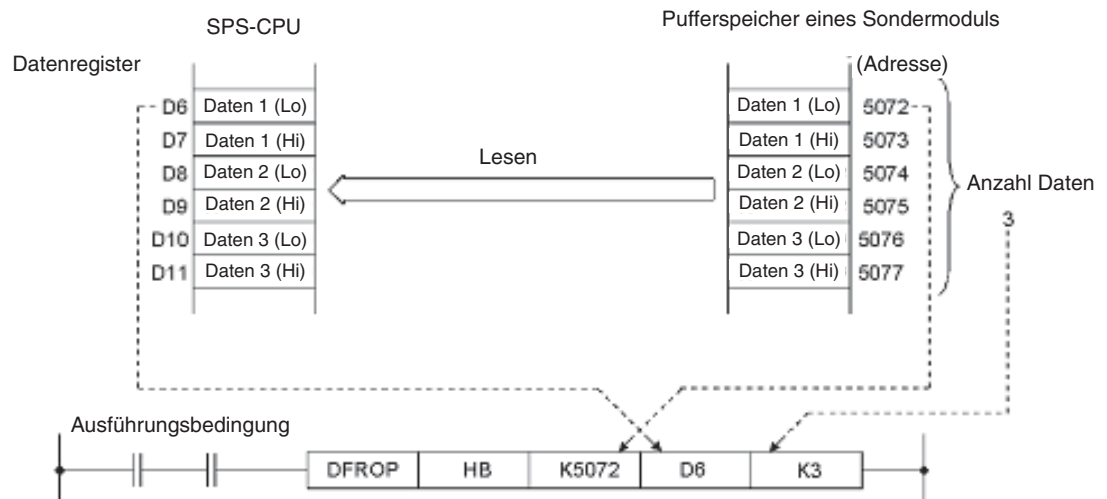 SPS-CPU
Pufferspeicher eines Sondermoduls
Datenregister
(Adresse)
D6 Daten 1 (Lo) Daten 1 (Lo) 5072
D7 Daten 1 (Hi) Daten 1 (Hi) 5073
Lesen
D8 Daten 2 (Lo) Daten 2 (Lo) 5074
D9 Daten 2 (Hi) Daten 2 (Hi) 5075
Anzahl Daten
3
D10 Daten 3 (Lo) Daten 3 (Lo) 5076
D11 Daten 3 (Hi) Daten 3 (Hi) 5077
Ausführungsbedingung
DFROP HB K5072 D6 K3